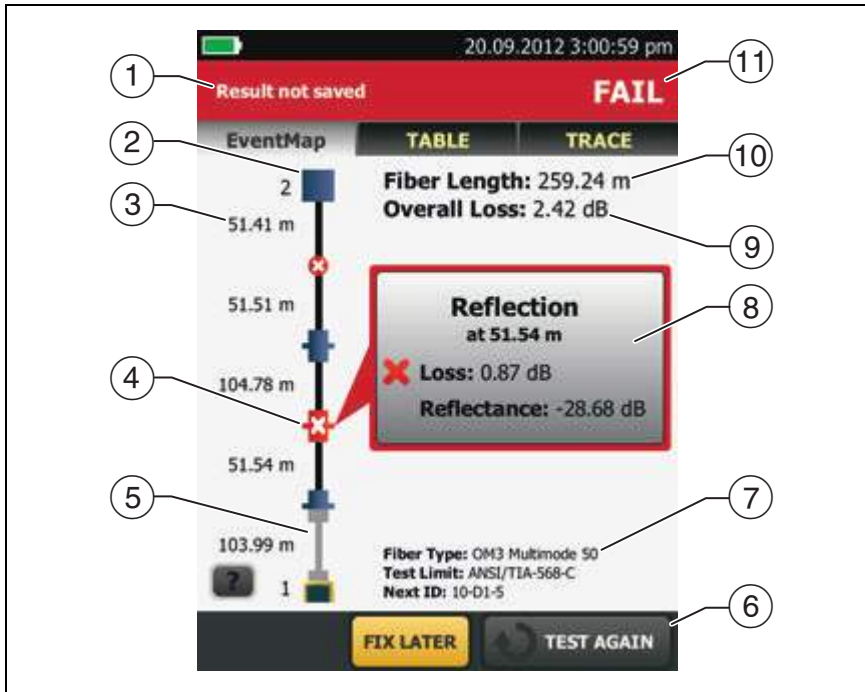 20.09.2012 3:00:59 pm
1
Result not saved
FAIL
11
EventMap
TABLE
TRACE
2
2
Fiber Length: 259.24 m
10
3
51.41 m
Overall Loss: 2.42 dB
9
51.51 m
Reflection
at 51.54 m
8
4
104.78 m
Loss: 0.87 dB
Reflectance: -28.68 dB
51.54 m
5
7
103.99 m
Fiber Type: OM3 Multimode 50
Test Limit: ANSI/TIA-568-C
?
1
Next ID: 10-D1-5
6
FIX LATER
TEST AGAIN